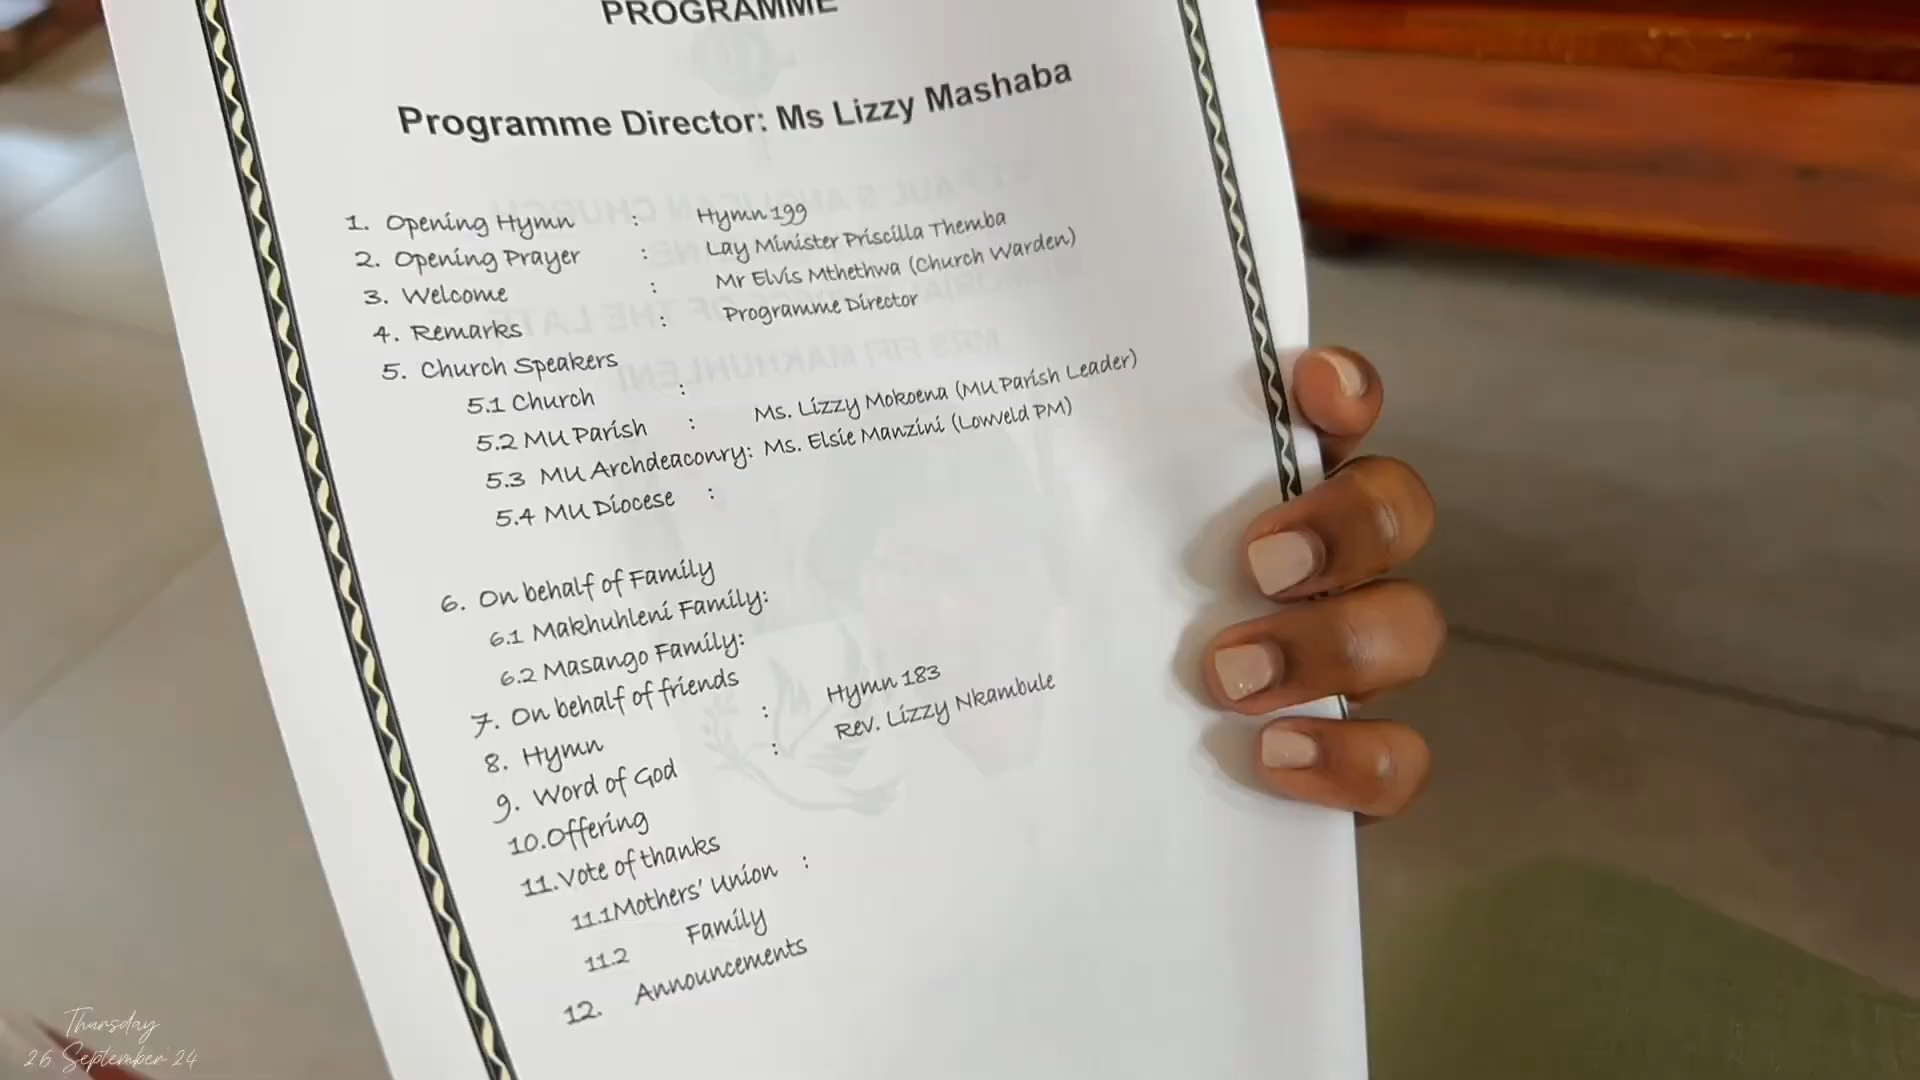 PROGRAMME
Programme Director: Ms Lizzy Mashaba
1. Opening Hymn : Hymn 199
2. Opening Prayer : Lay Minister Priscilla Themba
3. Welcome : Mr Elvis Mthethwa (Church Warden)
4. Remarks : Programme Director
5. Church Speakers
5.1 Church :
5.2 MU Parish : Ms. Lizzy Mokoena (MU Parish Leader)
5.3 MU Archdeaconry: Ms. Elsie Manzini (Lowveld PM)
5.4 MU Diocese :
6. On behalf of Family
6.1 Makhuhleni Family:
6.2 Masango Family:
7. On behalf of friends
8. Hymn : Hymn 183
9. Word of God : Rev. Lizzy Nkambule
10.Offering
11.Vote of thanks
11.1Mothers' Union :
11.2 Family
12. Announcements
Thursday
26 September 24